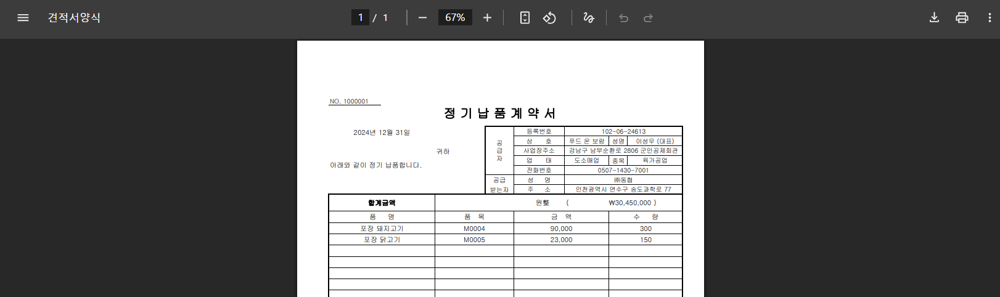 견적서양식
1 / 1
67%
NO. 1000001
정 기 납 품 계 약 서
2024년 12월 31일
귀하
아래와 같이 정기 납품합니다.
공급자
등록번호 102-06-24613
상 호 푸드 온 보람 성명 이성우 (대표)
사업장주소 강남구 남부순환로 2806 군인공제회관
업 태 도소매업 종목 육가공업
전화번호 0507-1430-7001
공급받는자
성 명 ㈜동협
주 소 인천광역시 연수구 송도과학로 77
합계금액 원整 ( ₩30,450,000 )
품 명 품 목 금 액 수 량
포장 돼지고기 M0004 90,000 300
포장 닭고기 M0005 23,000 150